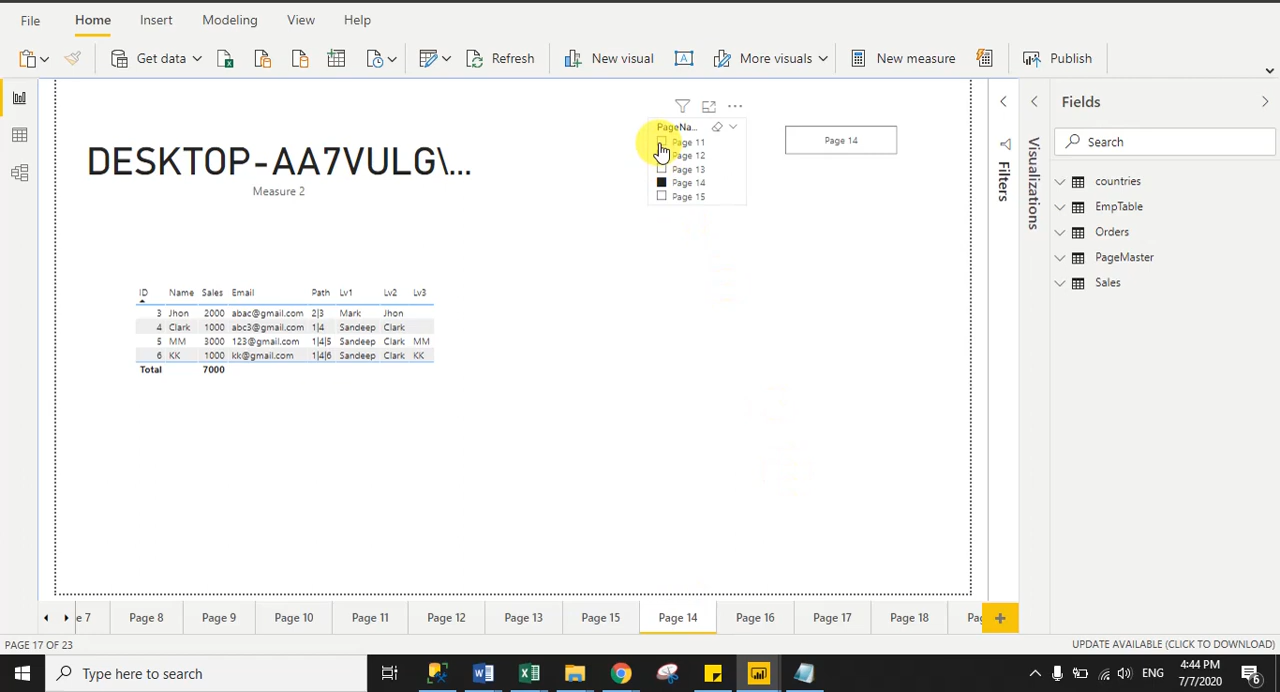 File Home Insert Modeling View Help
Get data Refresh New visual More visuals New measure Publish
DESKTOP-AA7VULG\...
Measure 2
PageNa...
Page 11
Page 12
Page 13
Page 14
Page 15
Page 14
ID Name Sales Email Path Lv1 Lv2 Lv3
3 Jhon 2000 abac@gmail.com 2|3 Mark Jhon
4 Clark 1000 abc3@gmail.com 1|4 Sandeep Clark
5 MM 3000 123@gmail.com 1|4|5 Sandeep Clark MM
6 KK 1000 kk@gmail.com 1|4|6 Sandeep Clark KK
Total 7000
Filters
Visualizations
Fields
Search
countries
EmpTable
Orders
PageMaster
Sales
e 7 Page 8 Page 9 Page 10 Page 11 Page 12 Page 13 Page 15 Page 14 Page 16 Page 17 Page 18
PAGE 17 OF 23 UPDATE AVAILABLE (CLICK TO DOWNLOAD)
Type here to search
ENG
4:44 PM
7/7/2020
6